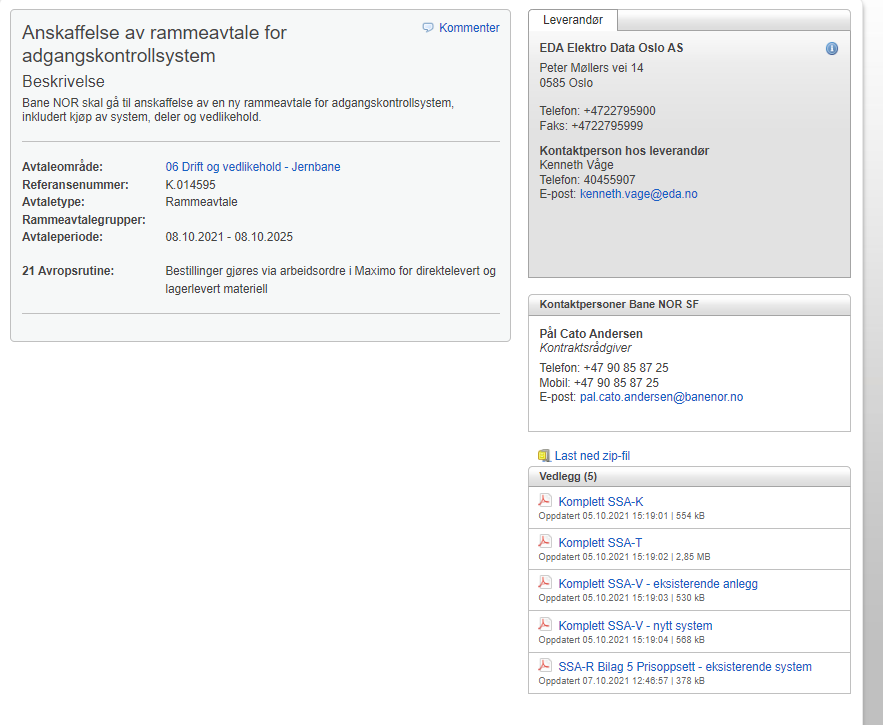 Anskaffelse av rammeavtale for
adgangskontrollsystem
Kommenter
Beskrivelse
Bane NOR skal gå til anskaffelse av en ny rammeavtale for adgangskontrollsystem,
inkludert kjøp av system, deler og vedlikehold.
Avtaleområde: 06 Drift og vedlikehold - Jernbane
Referansenummer: K.014595
Avtaletype: Rammeavtale
Rammeavtalegrupper:
Avtaleperiode: 08.10.2021 - 08.10.2025
21 Avropsrutine: Bestillinger gjøres via arbeidsordre i Maximo for direktelevert og
lagerlevert materiell
Leverandør
EDA Elektro Data Oslo AS
Peter Møllers vei 14
0585 Oslo
Telefon: +4722795900
Faks: +4722795999
Kontaktperson hos leverandør
Kenneth Våge
Telefon: 40455907
E-post: kenneth.vage@eda.no
Kontaktpersoner Bane NOR SF
Pål Cato Andersen
Kontraktsrådgiver
Telefon: +47 90 85 87 25
Mobil: +47 90 85 87 25
E-post: pal.cato.andersen@banenor.no
Last ned zip-fil
Vedlegg (5)
Komplett SSA-K
Oppdatert 05.10.2021 15:19:01 | 554 kB
Komplett SSA-T
Oppdatert 05.10.2021 15:19:02 | 2,85 MB
Komplett SSA-V - eksisterende anlegg
Oppdatert 05.10.2021 15:19:03 | 530 kB
Komplett SSA-V - nytt system
Oppdatert 05.10.2021 15:19:04 | 568 kB
SSA-R Bilag 5 Prisoppsett - eksisterende system
Oppdatert 07.10.2021 12:46:57 | 378 kB